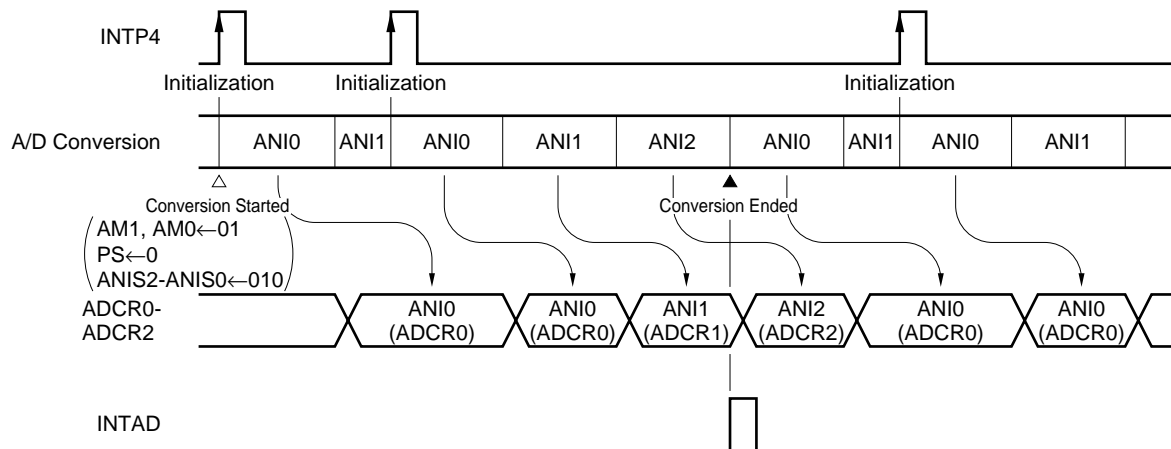 INTP4
Initialization Initialization Initialization
A/D Conversion ANI0 ANI1 ANI0 ANI1 ANI2 ANI0 ANI1 ANI0 ANI1
Conversion Started Conversion Ended
AM1, AM0←01
PS←0
ANIS2-ANIS0←010
ADCR0-
ADCR2
ANI0 ANI0 ANI1 ANI2 ANI0 ANI0
(ADCR0) (ADCR0) (ADCR1) (ADCR2) (ADCR0) (ADCR0)
INTAD